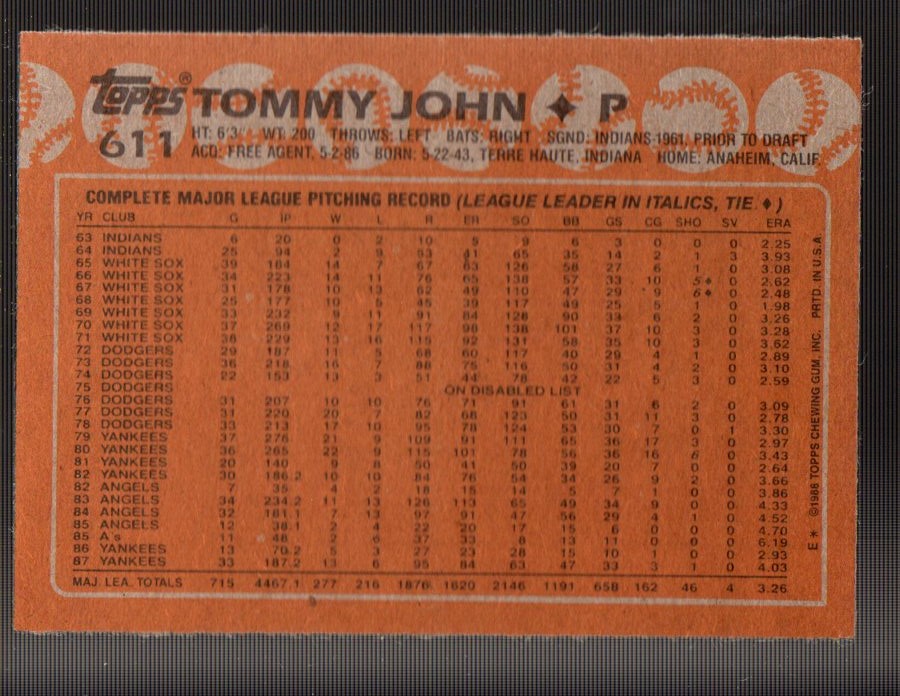 Topps® TOMMY JOHN ♦ P
611 HT: 6'3" WT: 200 THROWS: LEFT BATS: RIGHT SGND: INDIANS-1961, PRIOR TO DRAFT
ACQ: FREE AGENT, 5-2-86 BORN: 5-22-43, TERRE HAUTE, INDIANA HOME: ANAHEIM, CALIF.
COMPLETE MAJOR LEAGUE PITCHING RECORD (LEAGUE LEADER IN ITALICS, TIE ♦)
YR CLUB G IP W L R ER SO BB GS CG SHO SV ERA
63 INDIANS 6 20 0 2 10 5 9 6 3 0 0 0 2.25
64 INDIANS 25 94 2 9 53 41 65 35 14 2 1 3 3.93
65 WHITE SOX 39 184 14 7 67 63 126 58 27 6 1 0 3.08
66 WHITE SOX 34 223 14 11 76 65 138 57 33 10 5♦ 0 2.62
67 WHITE SOX 31 178 10 13 62 49 110 47 29 9 6♦ 0 2.48
68 WHITE SOX 25 177 10 5 45 39 117 49 25 5 1 0 1.98
69 WHITE SOX 33 232 9 11 91 84 128 90 33 6 2 0 3.26
70 WHITE SOX 37 269 12 17 117 98 138 101 37 10 3 0 3.28
71 WHITE SOX 38 229 13 16 115 92 131 58 35 10 3 0 3.62
72 DODGERS 29 187 11 5 68 60 117 40 29 4 1 0 2.89
73 DODGERS 36 218 16 7 88 75 116 50 31 4 2 0 3.10
74 DODGERS 22 153 13 3 51 44 78 42 22 5 3 0 2.59
75 DODGERS ON DISABLED LIST
76 DODGERS 31 207 10 10 76 71 91 61 31 6 2 0 3.09
77 DODGERS 31 220 20 7 82 68 123 50 31 11 3 0 2.78
78 DODGERS 33 213 17 10 95 78 124 53 30 7 0 1 3.30
79 YANKEES 37 276 21 9 109 91 111 65 36 17 3 0 2.97
80 YANKEES 36 265 22 9 115 101 78 56 36 16 6 0 3.43
81 YANKEES 20 140 9 8 50 41 50 39 20 7 0 0 2.64
82 YANKEES 30 186.2 10 10 84 76 54 34 26 9 2 0 3.66
82 ANGELS 7 35 4 2 18 15 14 5 7 1 0 0 3.86
83 ANGELS 34 234.2 11 13 126 113 65 49 34 9 0 0 4.33
84 ANGELS 32 181.1 7 13 97 91 47 56 29 4 1 0 4.52
85 ANGELS 12 38.1 2 4 22 20 17 15 6 0 0 0 4.70
85 A's 11 48 2 6 37 33 8 13 11 0 0 0 6.19
86 YANKEES 13 70.2 5 3 27 23 28 15 10 1 0 0 2.93
87 YANKEES 33 187.2 13 6 95 84 63 47 33 3 1 0 4.03
MAJ. LEA. TOTALS 715 4467.1 277 216 1876 1620 2146 1191 658 162 46 4 3.26
E* ©1988 TOPPS CHEWING GUM, INC. PRTD. IN U.S.A.